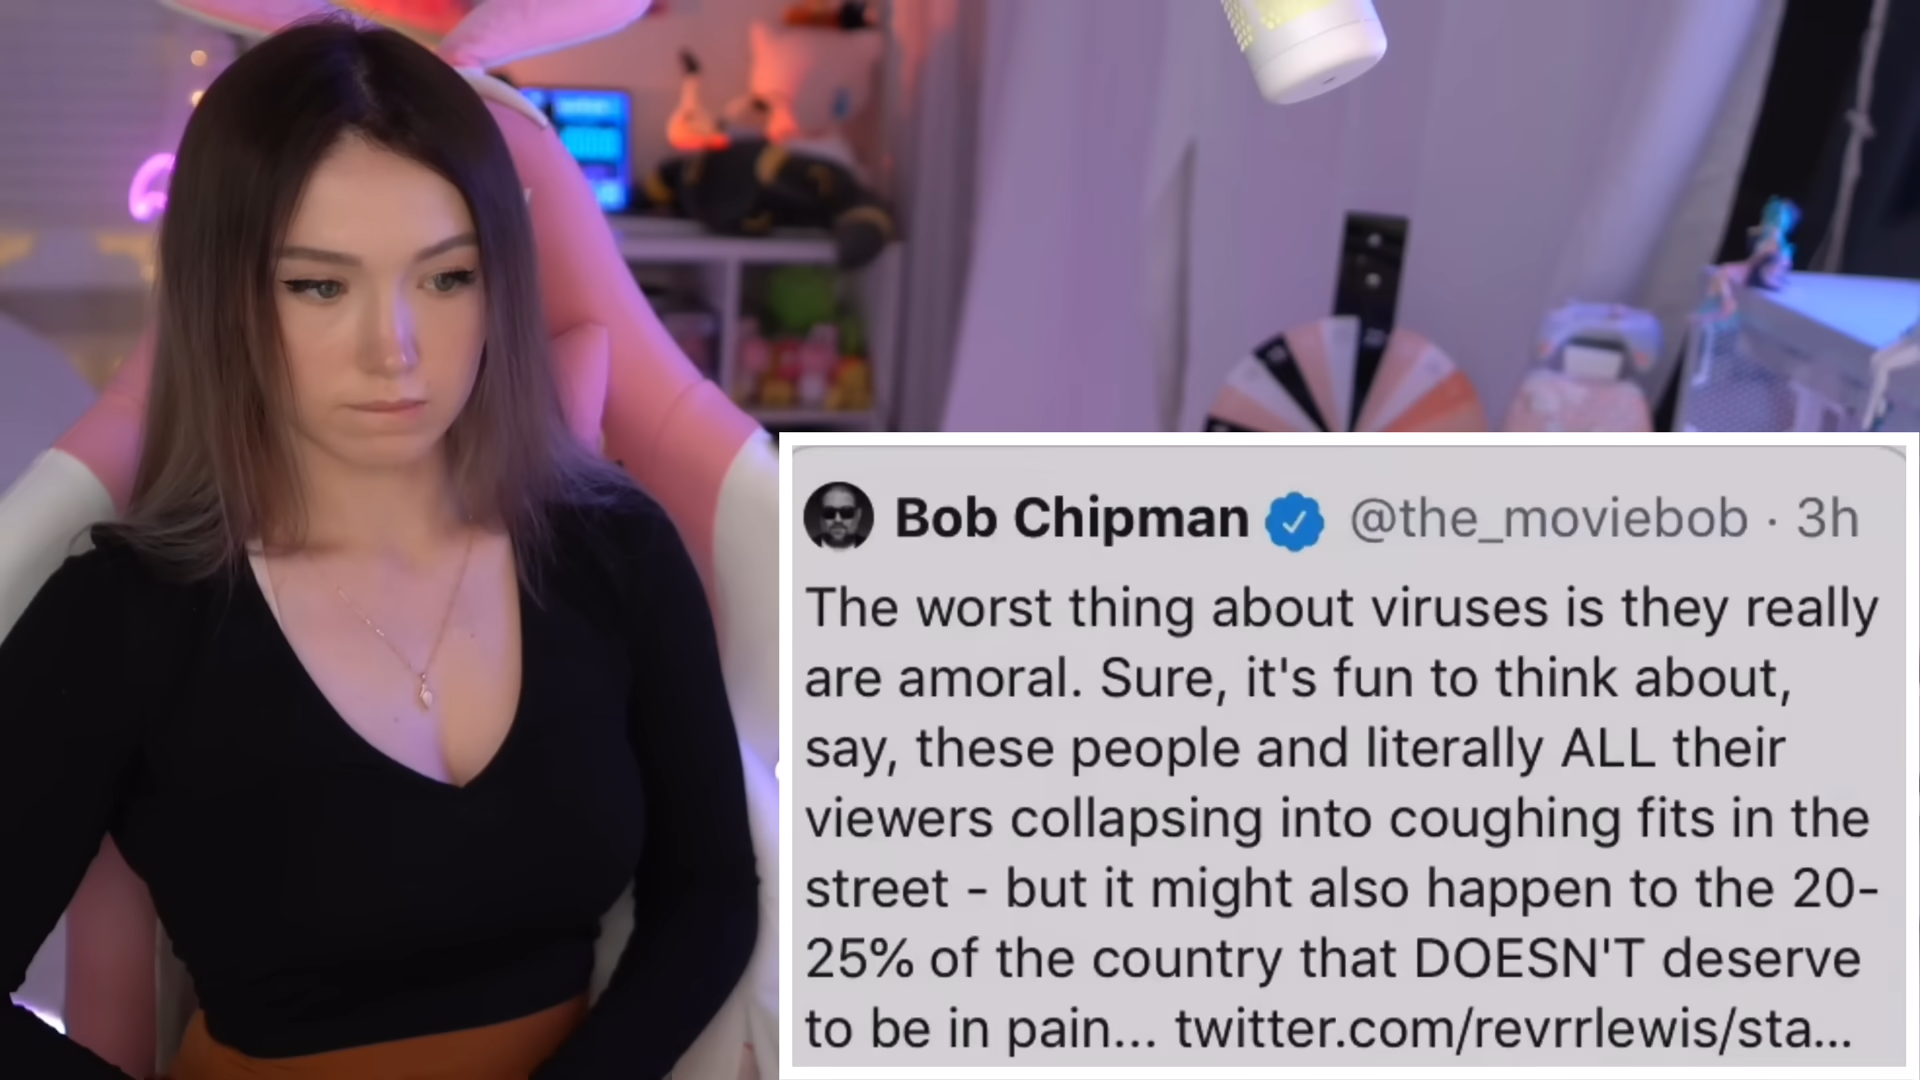 Bob Chipman @the_moviebob · 3h
The worst thing about viruses is they really
are amoral. Sure, it's fun to think about,
say, these people and literally ALL their
viewers collapsing into coughing fits in the
street - but it might also happen to the 20-
25% of the country that DOESN'T deserve
to be in pain... twitter.com/revrrlewis/sta...